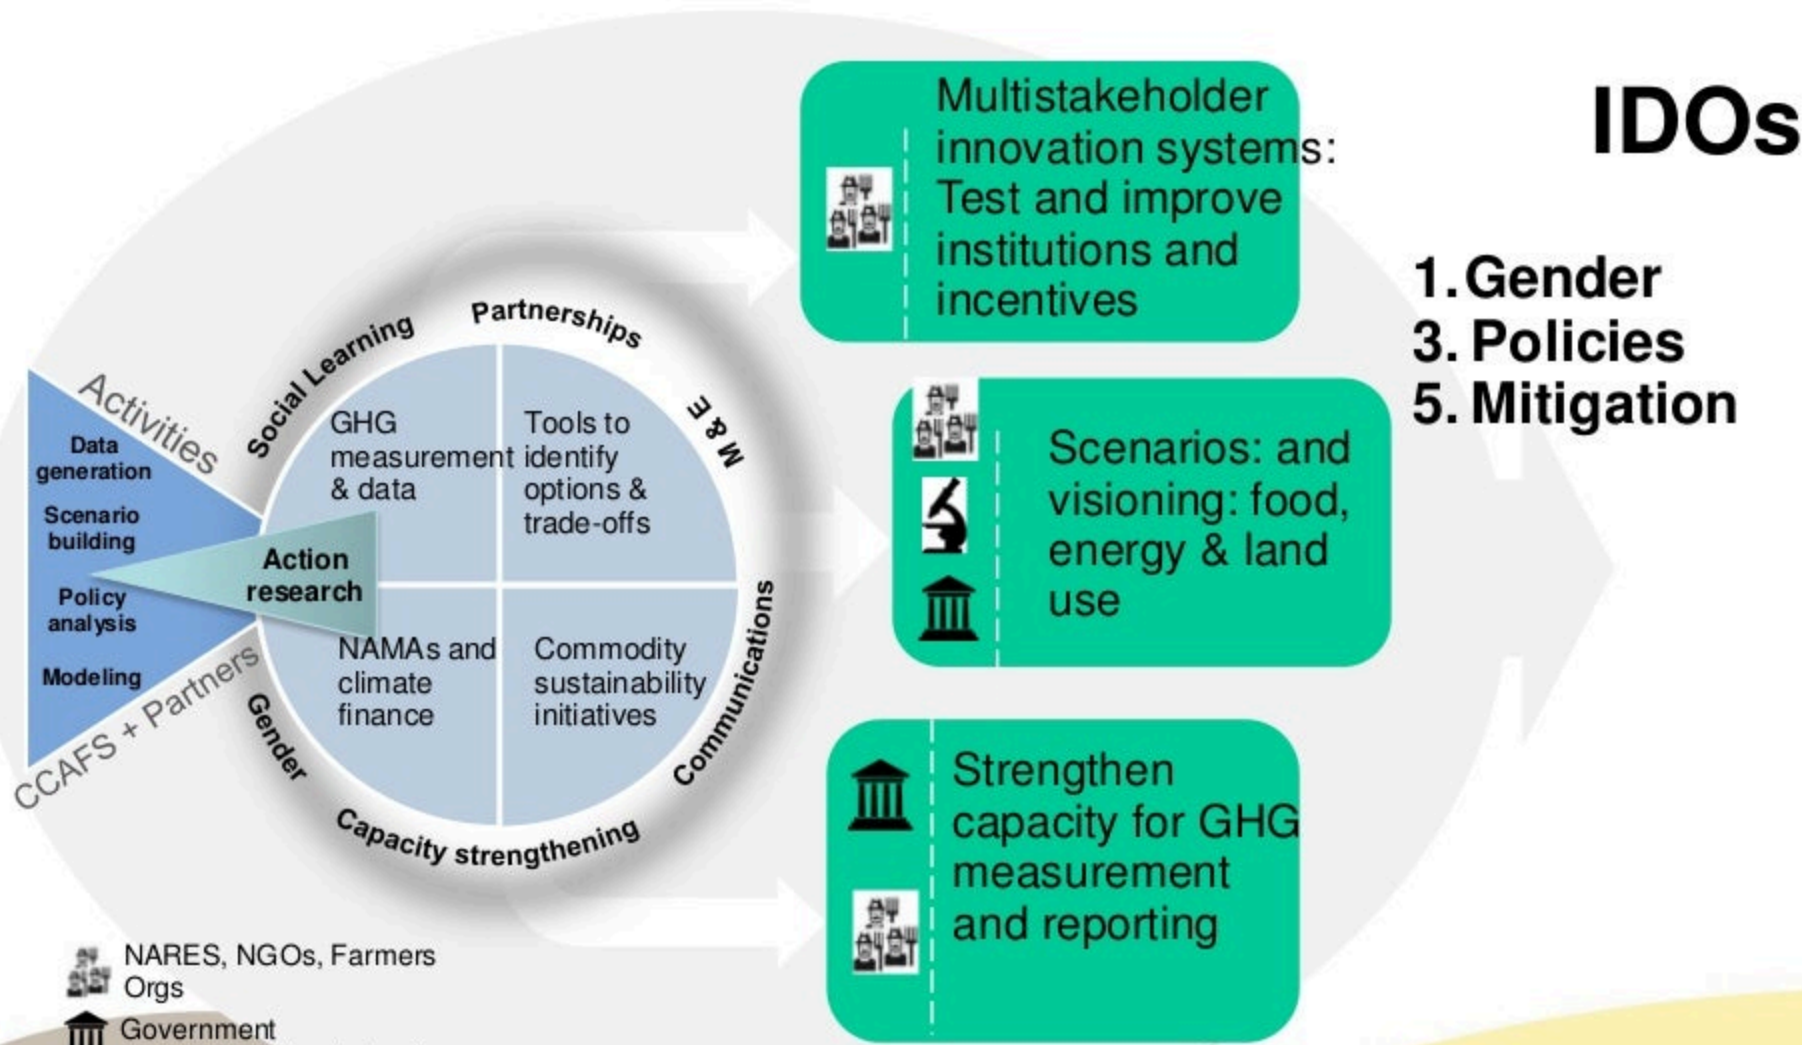 IDOs
Multistakeholder
innovation systems:
Test and improve
institutions and
incentives
1. Gender
3. Policies
5. Mitigation
Partnerships
Social Learning
M&E
Activities
Data
generation
Scenario
building
Policy
analysis
Modeling
CCAFS + Partners
Action
research
GHG
measurement
& data
Tools to
identify
options &
trade-offs
NAMAs and
climate
finance
Commodity
sustainability
initiatives
Gender
Capacity strengthening
Communications
Scenarios: and
visioning: food,
energy & land
use
Strengthen
capacity for GHG
measurement
and reporting
NARES, NGOs, Farmers
Orgs
Government